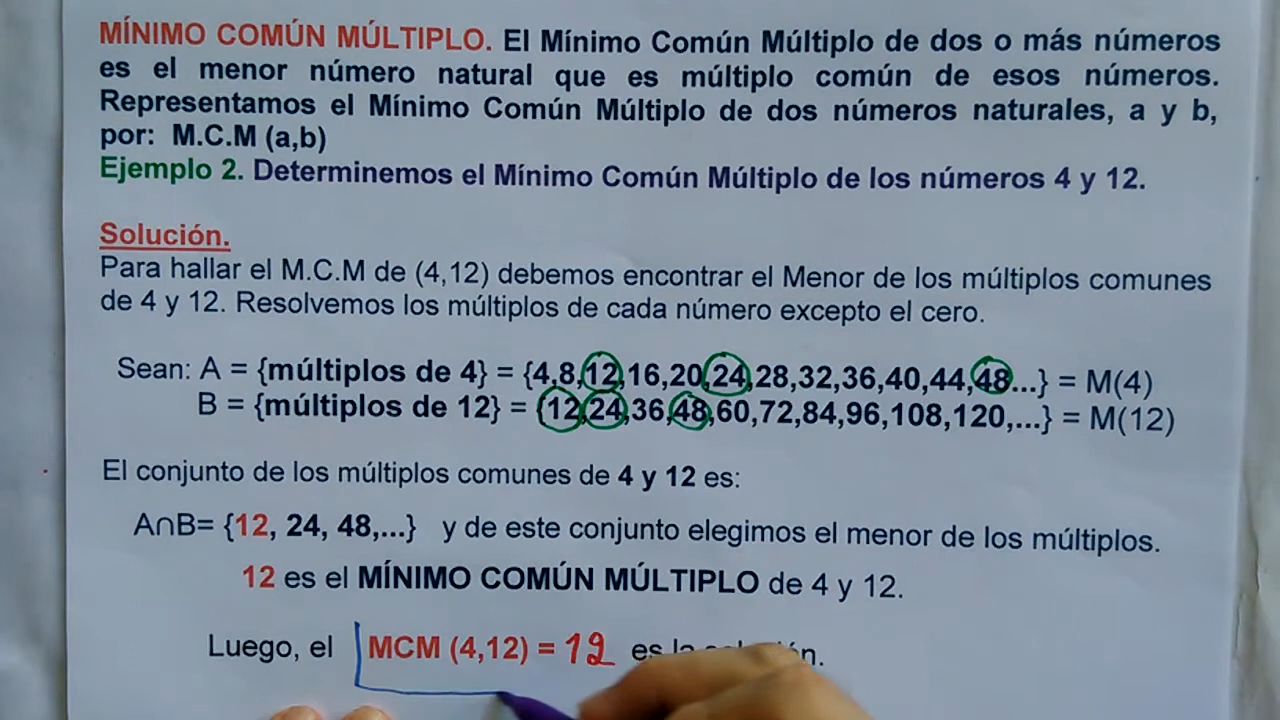 MÍNIMO COMÚN MÚLTIPLO. El Mínimo Común Múltiplo de dos o más números
es el menor número natural que es múltiplo común de esos números.
Representamos el Mínimo Común Múltiplo de dos números naturales, a y b,
por: M.C.M (a,b)
Ejemplo 2. Determinemos el Mínimo Común Múltiplo de los números 4 y 12.
Solución.
Para hallar el M.C.M de (4,12) debemos encontrar el Menor de los múltiplos comunes
de 4 y 12. Resolvemos los múltiplos de cada número excepto el cero.
Sean: A = {múltiplos de 4} = {4,8,12,16,20,24,28,32,36,40,44,48...} = M(4)
B = {múltiplos de 12} = {12,24,36,48,60,72,84,96,108,120,...} = M(12)
El conjunto de los múltiplos comunes de 4 y 12 es:
A∩B= {12, 24, 48,...} y de este conjunto elegimos el menor de los múltiplos.
12 es el MÍNIMO COMÚN MÚLTIPLO de 4 y 12.
Luego, el MCM (4,12) = 12 es la